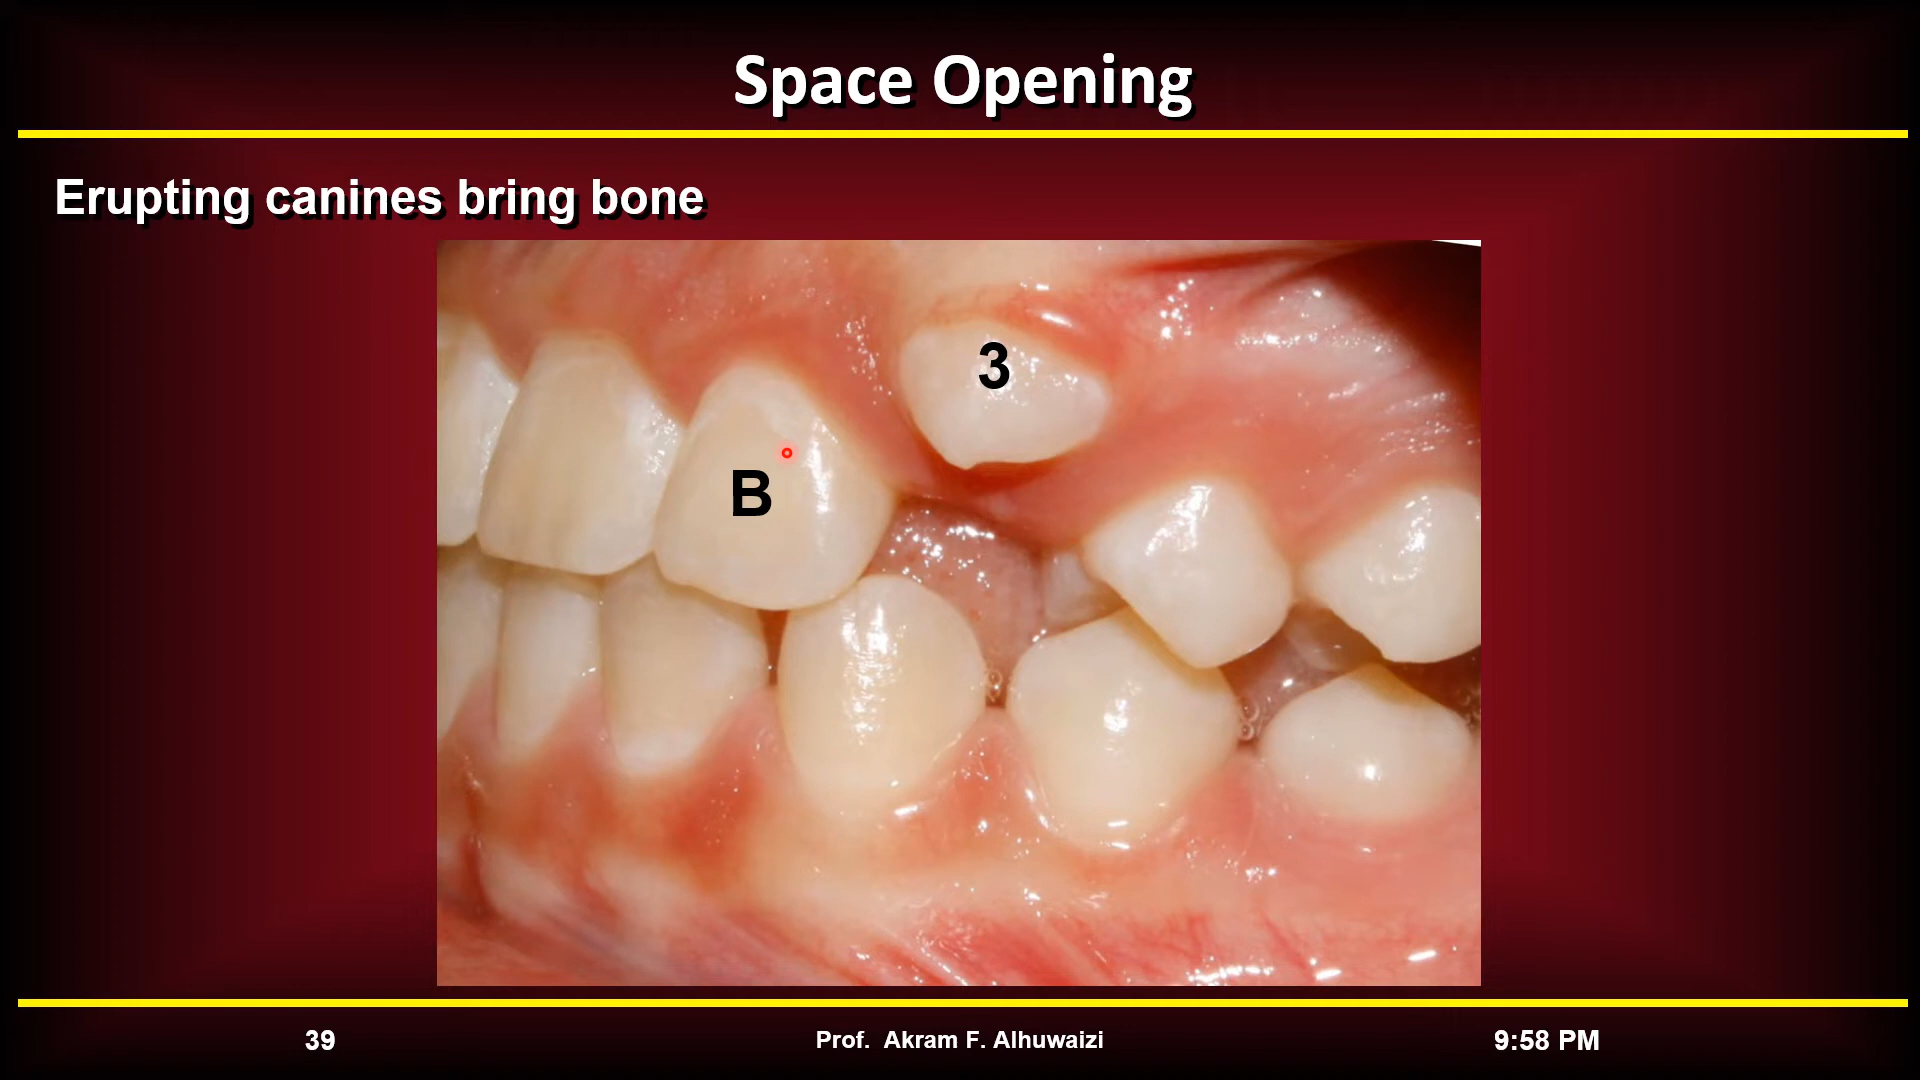 Space Opening
Erupting canines bring bone
3
B
39
Prof. Akram F. Alhuwaizi
9:58 PM